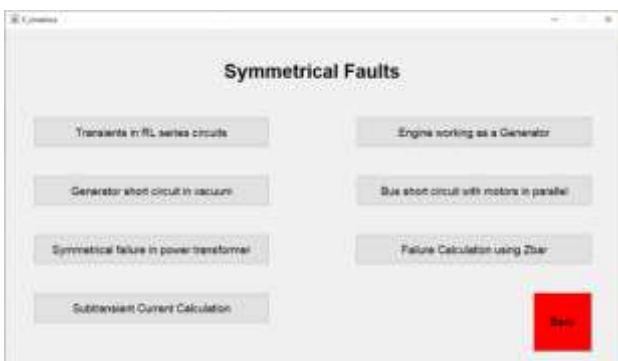 Symmetrical Faults
Transients in RL series circuits
Engine working as a Generator
Generator short circuit in vacuum
Bus short circuit with motors in parallel
Symmetrical failure in power transformer
Failure Calculation using Zbar
Subtransient Current Calculation
Back